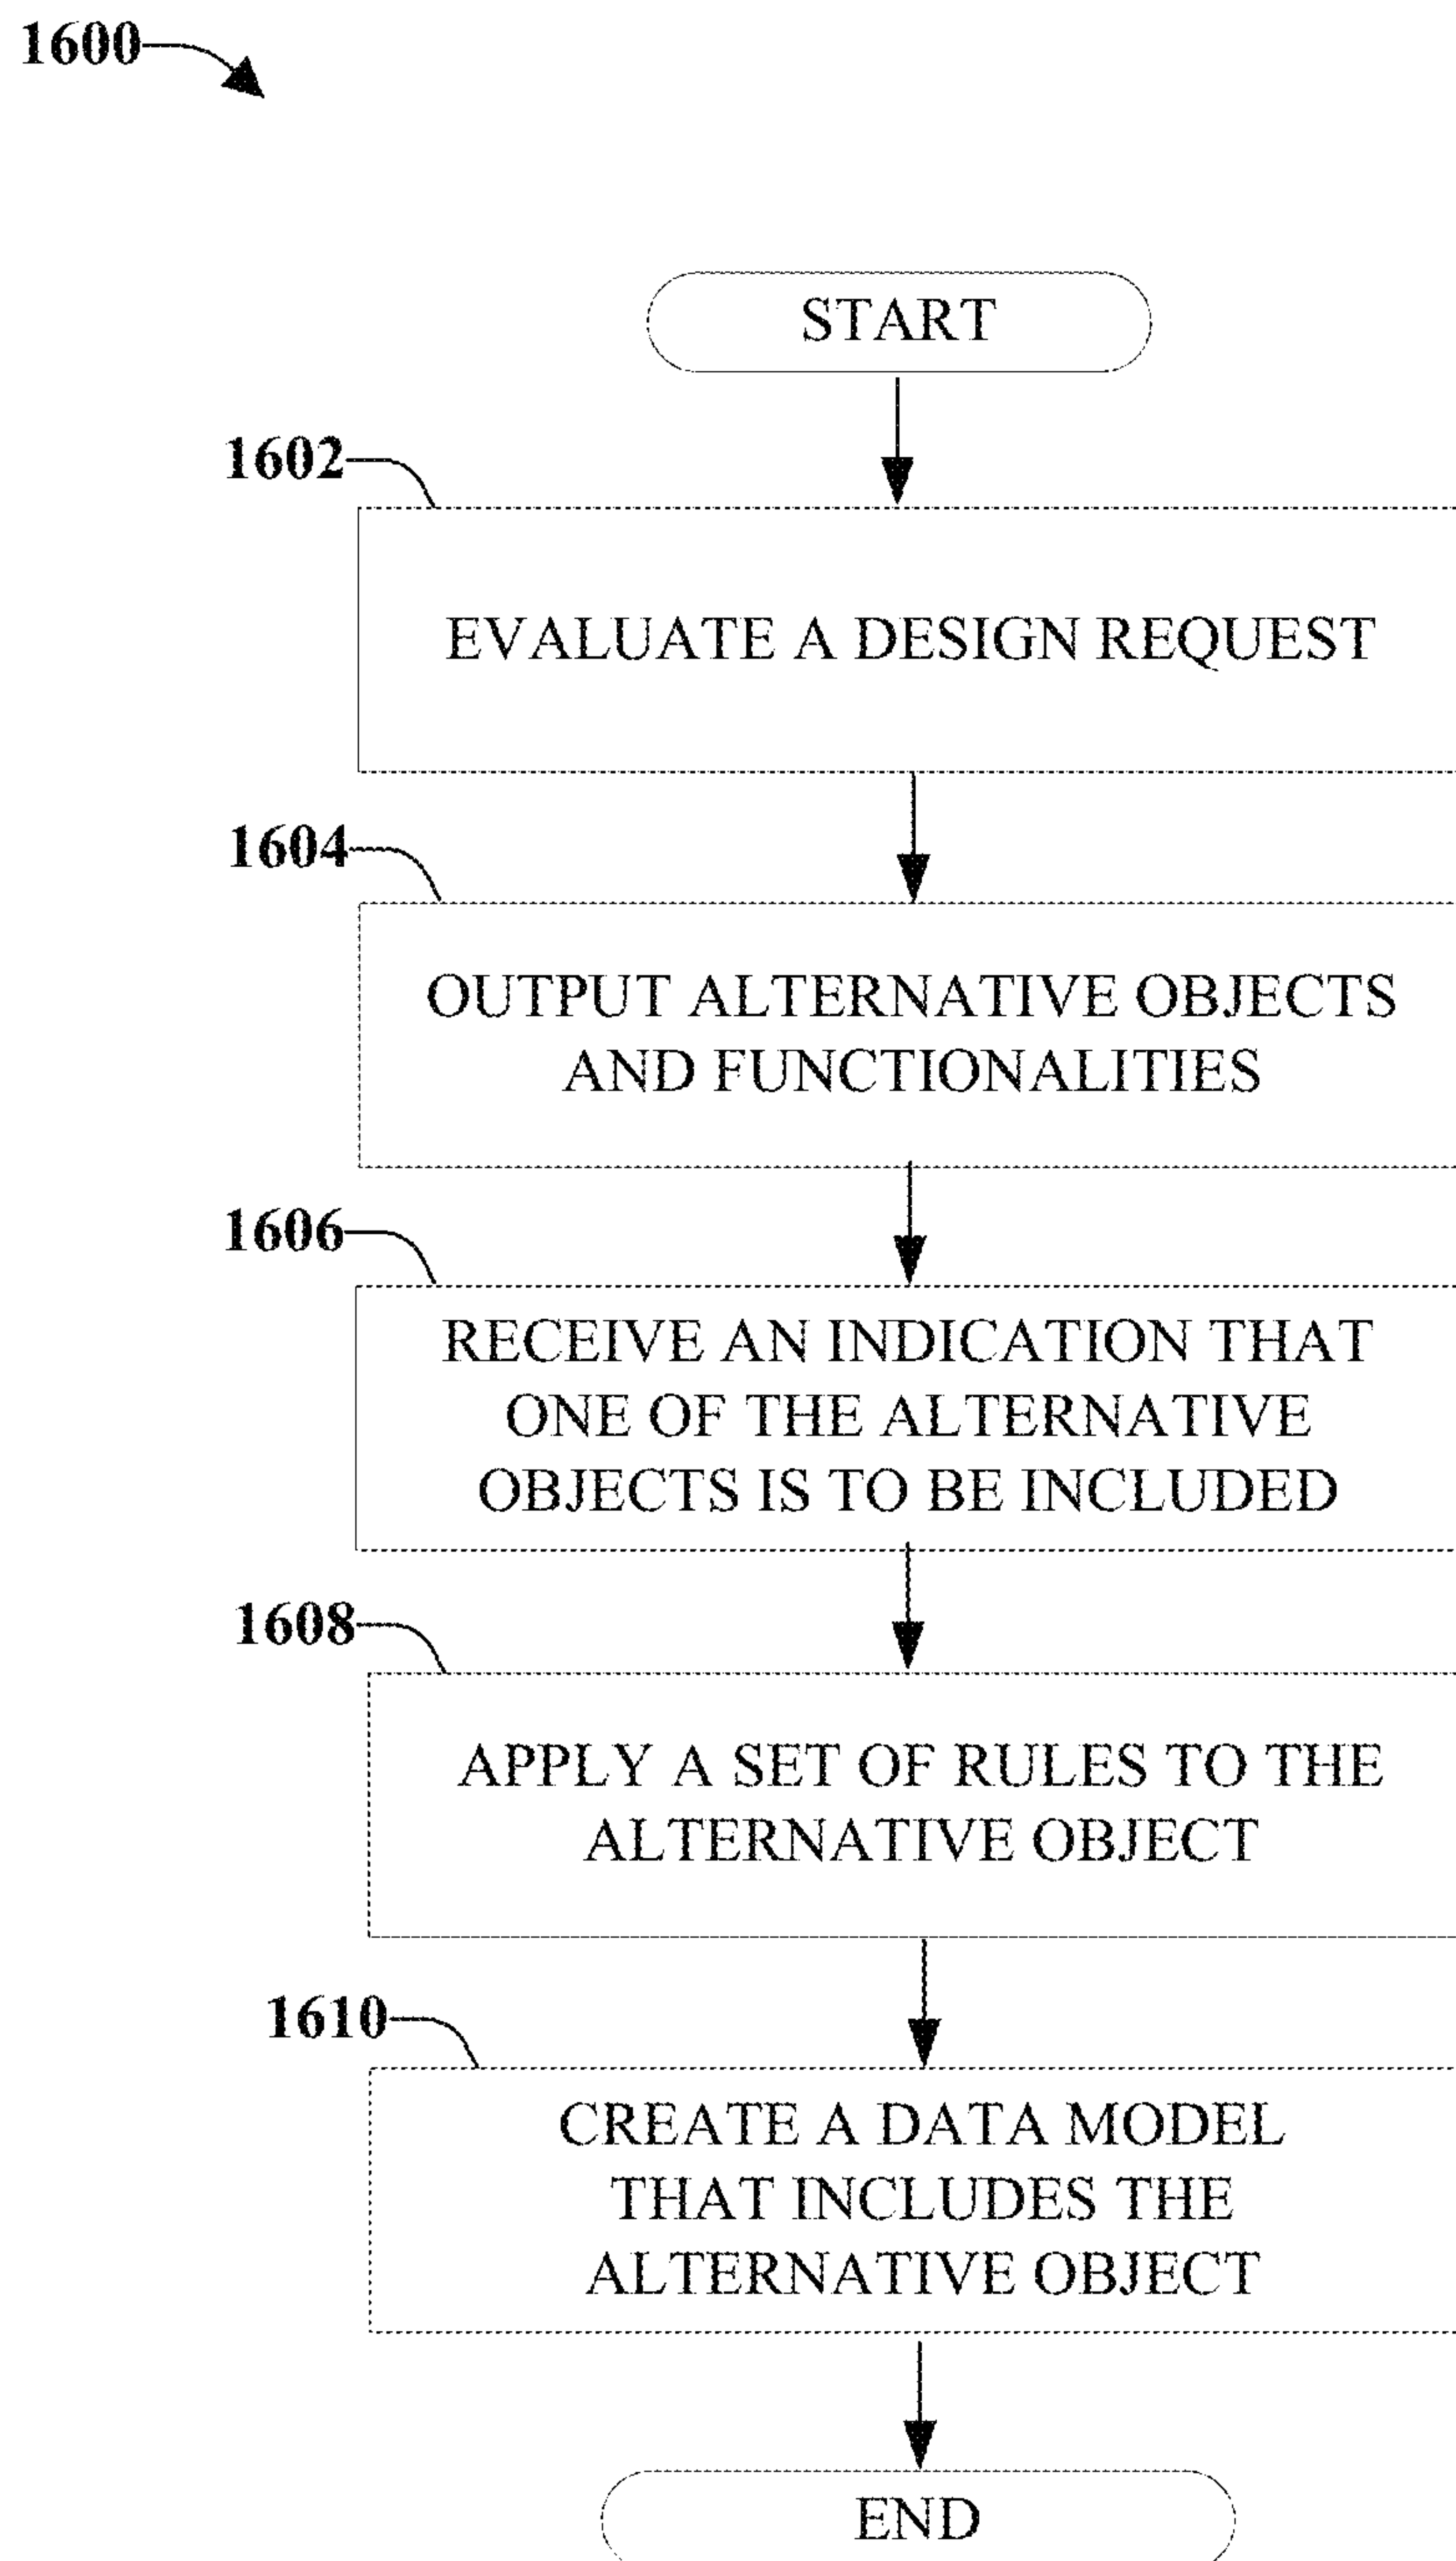 1600
START
1602
EVALUATE A DESIGN REQUEST
1604
OUTPUT ALTERNATIVE OBJECTS
AND FUNCTIONALITIES
1606
RECEIVE AN INDICATION THAT
ONE OF THE ALTERNATIVE
OBJECTS IS TO BE INCLUDED
1608
APPLY A SET OF RULES TO THE
ALTERNATIVE OBJECT
1610
CREATE A DATA MODEL
THAT INCLUDES THE
ALTERNATIVE OBJECT
END